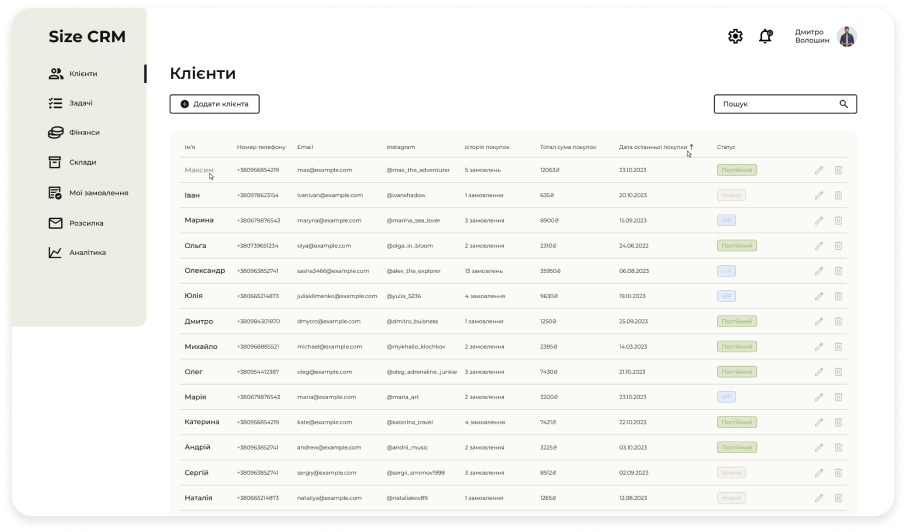 Size CRM
Дмитро
Волошин
Клієнти
Задачі
Фінанси
Склади
Мої замовлення
Розсилка
Аналітика
Клієнти
Додати клієнта
Пошук
Ім'я Номер телефону Email Instagram Історія покупок Тотал сума покупок Дата останньої покупки Статус
Максим +380956854219 max@example.com @max_the_adventurer 5 замовлень 12063₴ 23.10.2023 Постійний
Іван +380978623154 ivanivan@example.com @ivanshadow 1 замовлення 635₴ 20.10.2023 Новий
Марина +380679876543 maryna@example.com @marina_sea_lover 3 замовлення 8900₴ 15.09.2023 VIP
Ольга +380739651234 olya@example.com @olga_in_bloom 2 замовлення 2310₴ 24.06.2022 Постійний
Олександр +380963852741 sasha3466@example.com @alex_the_explorer 13 замовлень 35950₴ 06.08.2023 VIP
Юлія +380665214873 juliaklimenko@example.com @yulia_5236 4 замовлення 9630₴ 19.10.2023 VIP
Дмитро +380984301870 dmytro@example.com @dmitro_buisness 1 замовлення 1250₴ 25.09.2023 Постійний
Михайло +380968885521 michael@example.com @mykhailo_klochkov 2 замовлення 2385₴ 14.03.2022 Постійний
Олег +380954412387 oleg@example.com @oleg_adrenaline_junkie 3 замовлення 7430₴ 21.10.2023 Постійний
Марія +380679876543 maria@example.com @maria_art 2 замовлення 3200₴ 23.10.2023 VIP
Катерина +380956854219 kate@example.com @katerina_travel 4 замовлення 7421₴ 22.10.2023 Постійний
Андрій +380963852741 andrew@example.com @andrii_music 2 замовлення 3225₴ 03.10.2023 Постійний
Сергій +380963852741 sergiy@example.com @sergii_smirnov1998 3 замовлення 8512₴ 02.09.2023 Новий
Наталія +380665214873 nataliya@example.com @nataliakov89 1 замовлення 1265₴ 12.08.2023 Новий